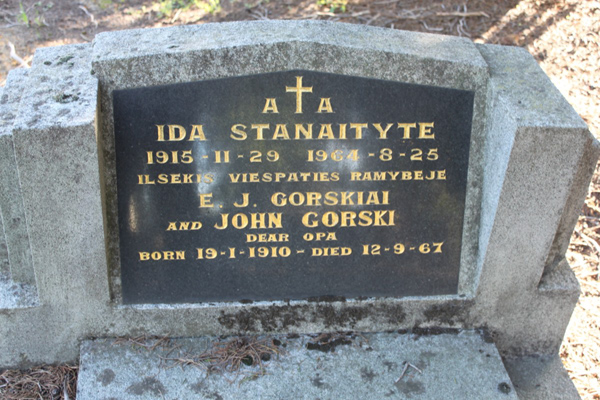 A † A
IDA STANAITYTE
1915-11-29 1964-8-25
ILSEKIS VIESPATIES RAMYBEJE
E. J. GORSKIAI
AND JOHN GORSKI
DEAR OPA
BORN 19-1-1910 - DIED 12-9-67